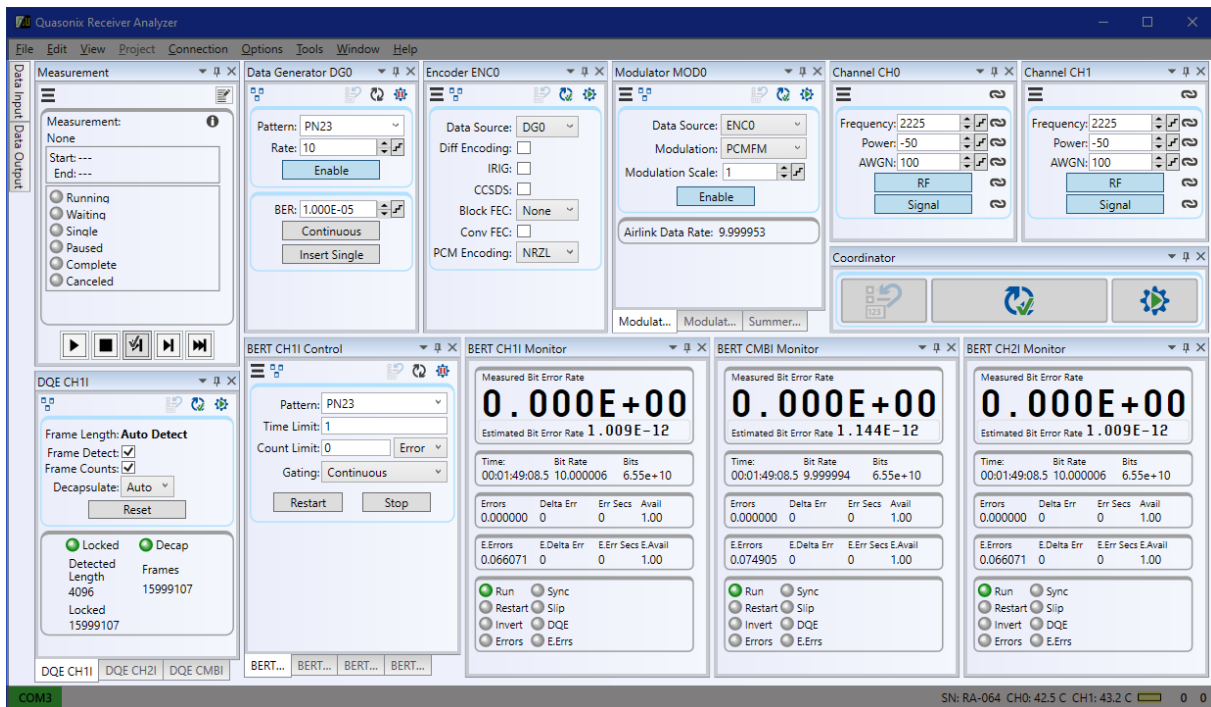 Quasonix Receiver Analyzer
File Edit View Project Connection Options Tools Window Help
Data Input
Data Output
Measurement
Measurement:
None
Start: ---
End: ---
Running
Waiting
Single
Paused
Complete
Canceled
Data Generator DG0
Pattern: PN23
Rate: 10
Enable
BER: 1.000E-05
Continuous
Insert Single
Encoder ENC0
Data Source: DG0
Diff Encoding:
IRIG:
CCSDS:
Block FEC: None
Conv FEC:
PCM Encoding: NRZL
Modulator MOD0
Data Source: ENC0
Modulation: PCMFM
Modulation Scale: 1
Enable
Airlink Data Rate: 9.999953
Modulat... Modulat... Summer...
Channel CH0
Frequency: 2225
Power: -50
AWGN: 100
RF
Signal
Channel CH1
Frequency: 2225
Power: -50
AWGN: 100
RF
Signal
Coordinator
123
DQE CH1I
Frame Length: Auto Detect
Frame Detect:
Frame Counts:
Decapsulate: Auto
Reset
Locked Decap
Detected Length
4096
Frames
15999107
Locked
15999107
DQE CH1I DQE CH2I DQE CMBI
BERT CH1I Control
Pattern: PN23
Time Limit: 1
Count Limit: 0 Error
Gating: Continuous
Restart Stop
BERT... BERT... BERT... BERT...
BERT CH1I Monitor
Measured Bit Error Rate
0.000E+00
Estimated Bit Error Rate 1.009E-12
Time: Bit Rate Bits
00:01:49:08.5 10.000006 6.55e+10
Errors Delta Err Err Secs Avail
0.000000 0 0 1.00
E.Errors E.Delta Err E.Err Secs E.Avail
0.066071 0 0 1.00
Run Sync
Restart Slip
Invert DQE
Errors E.Errs
BERT CMBI Monitor
Measured Bit Error Rate
0.000E+00
Estimated Bit Error Rate 1.144E-12
Time: Bit Rate Bits
00:01:49:08.5 9.999994 6.55e+10
Errors Delta Err Err Secs Avail
0.000000 0 0 1.00
E.Errors E.Delta Err E.Err Secs E.Avail
0.074905 0 0 1.00
Run Sync
Restart Slip
Invert DQE
Errors E.Errs
BERT CH2I Monitor
Measured Bit Error Rate
0.000E+00
Estimated Bit Error Rate 1.009E-12
Time: Bit Rate Bits
00:01:49:08.5 10.000006 6.55e+10
Errors Delta Err Err Secs Avail
0.000000 0 0 1.00
E.Errors E.Delta Err E.Err Secs E.Avail
0.066071 0 0 1.00
Run Sync
Restart Slip
Invert DQE
Errors E.Errs
COM3
SN: RA-064 CH0: 42.5 C CH1: 43.2 C 0 0